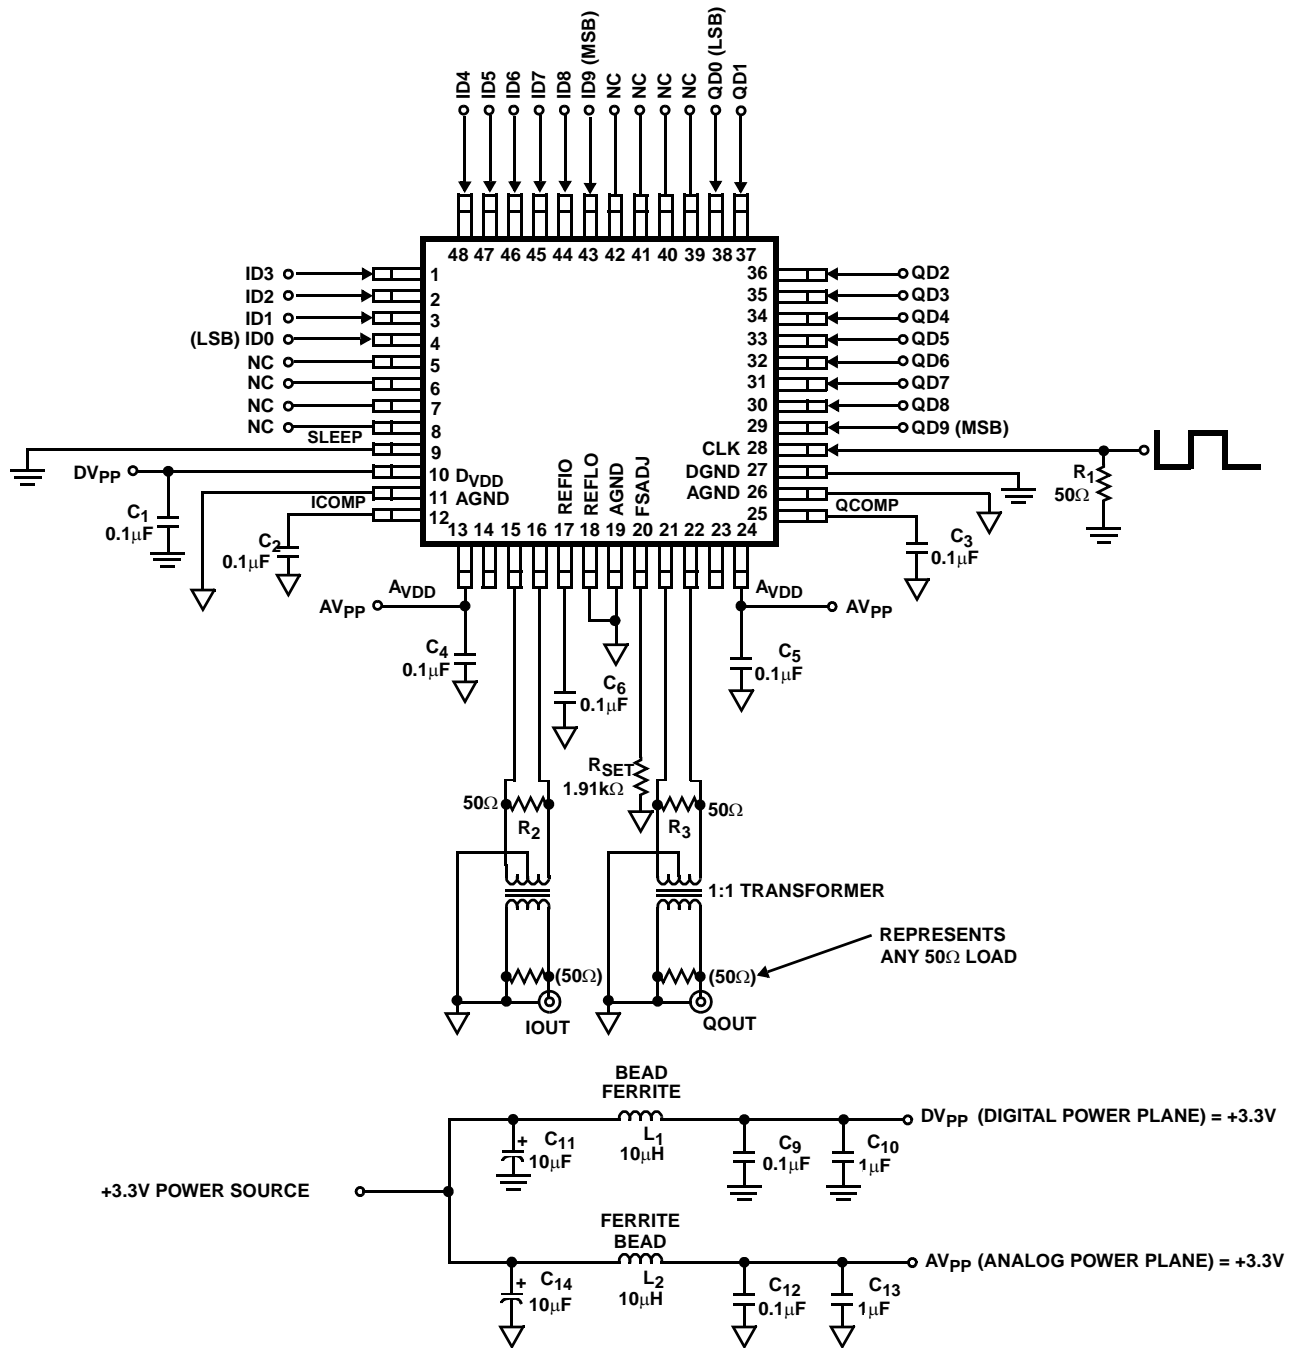 ID4
ID5
ID6
ID7
ID8
ID9 (MSB)
NC
NC
NC
NC
QD0 (LSB)
QD1
48 47 46 45 44 43 42 41 40 39 38 37
ID3
ID2
ID1
(LSB) ID0
NC
NC
NC
NC
SLEEP
DVPP
ICOMP
1
2
3
4
5
6
7
8
9
10 DVDD
11 AGND
12
C1
0.1µF
C2
0.1µF
36
35
34
33
32
31
30
29
CLK 28
DGND 27
AGND 26
25
QD2
QD3
QD4
QD5
QD6
QD7
QD8
QD9 (MSB)
R1
50Ω
QCOMP
C3
0.1µF
REFIO
REFLO
AGND
FSADJ
13 14 15 16 17 18 19 20 21 22 23 24
AVDD
AVPP
C4
0.1µF
AVDD
AVPP
C5
0.1µF
C6
0.1µF
RSET
1.91kΩ
50Ω
R2
R3
50Ω
1:1 TRANSFORMER
REPRESENTS
ANY 50Ω LOAD
(50Ω)
(50Ω)
IOUT
QOUT
BEAD
FERRITE
L1
10µH
C11
+
10µF
C9
0.1µF
C10
1µF
DVPP (DIGITAL POWER PLANE) = +3.3V
+3.3V POWER SOURCE
FERRITE
BEAD
L2
10µH
C14
+
10µF
C12
0.1µF
C13
1µF
AVPP (ANALOG POWER PLANE) = +3.3V